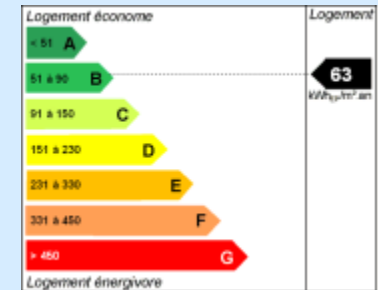 Logement économe
Logement
< 51 A
51 à 90 B
63
kWhEP/m².an
91 à 150 C
151 à 230 D
231 à 330 E
331 à 450 F
> 450 G
Logement énergivore